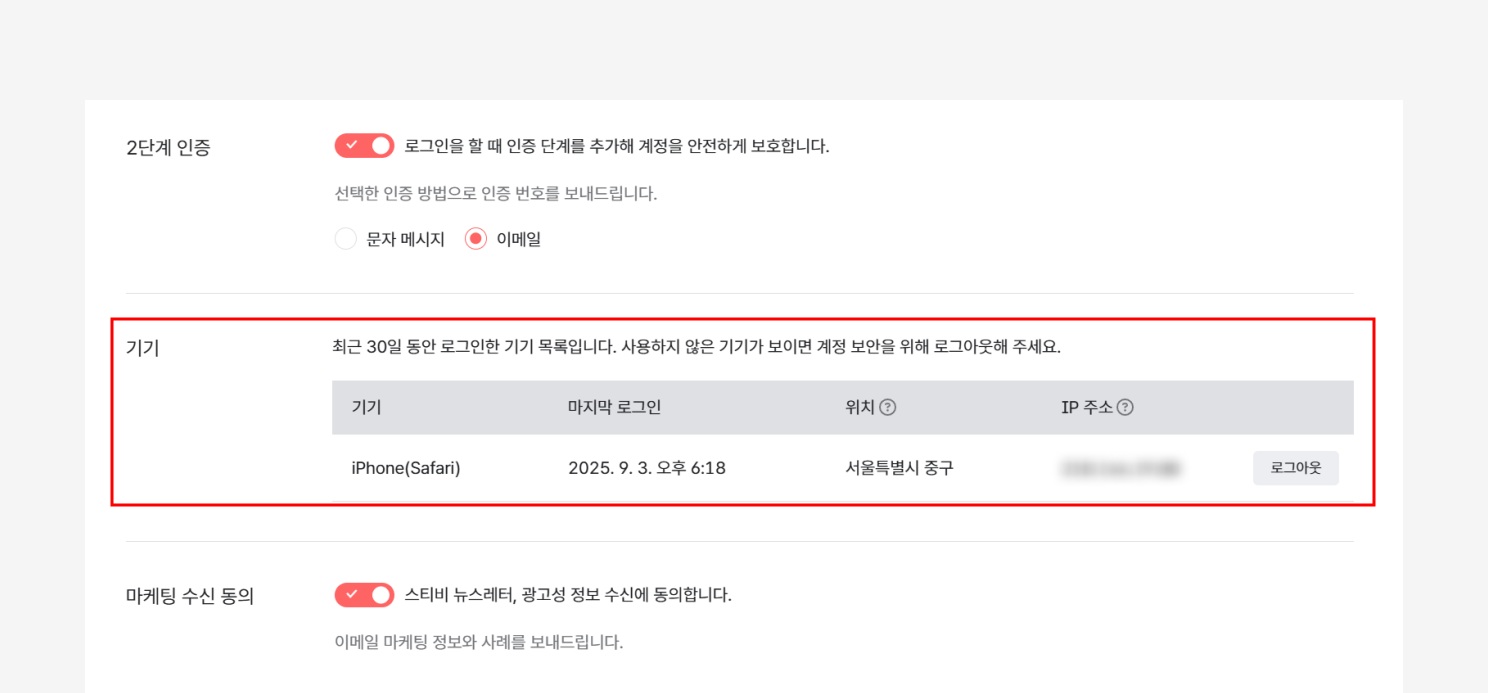 2단계 인증
로그인을 할 때 인증 단계를 추가해 계정을 안전하게 보호합니다.
선택한 인증 방법으로 인증 번호를 보내드립니다.
문자 메시지 이메일
기기
최근 30일 동안 로그인한 기기 목록입니다. 사용하지 않은 기기가 보이면 계정 보안을 위해 로그아웃해 주세요.
기기 마지막 로그인 위치 ? IP 주소 ?
iPhone(Safari) 2025. 9. 3. 오후 6:18 서울특별시 중구 로그아웃
마케팅 수신 동의
스티비 뉴스레터, 광고성 정보 수신에 동의합니다.
이메일 마케팅 정보와 사례를 보내드립니다.